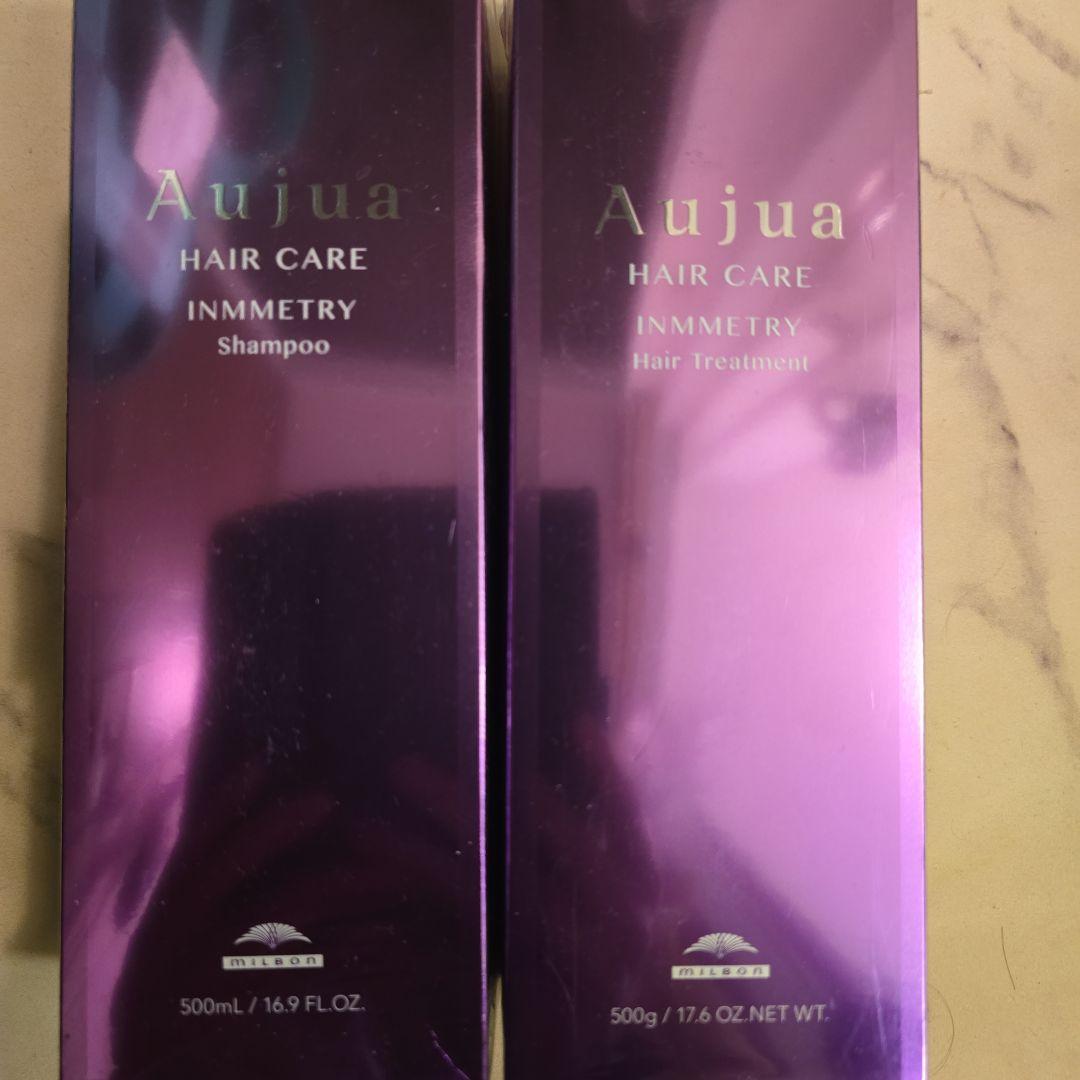 Aujua
HAIR CARE
INMMETRY
Shampoo
MILBON
500mL / 16.9 FL.OZ.
Aujua
HAIR CARE
INMMETRY
Hair Treatment
MILBON
500g / 17.6 OZ.NET WT.